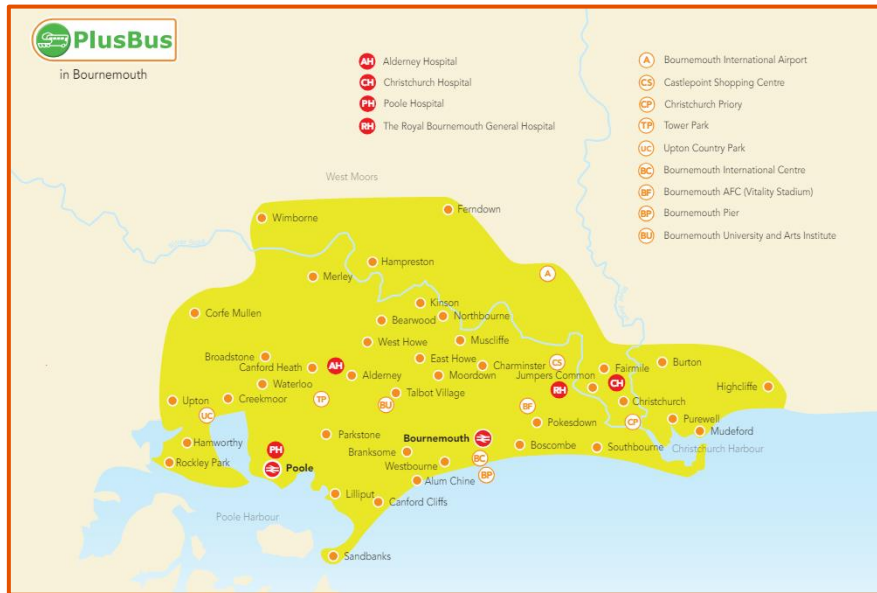 PlusBus
in Bournemouth
AH Alderney Hospital
CH Christchurch Hospital
PH Poole Hospital
RH The Royal Bournemouth General Hospital
A Bournemouth International Airport
CS Castlepoint Shopping Centre
CP Christchurch Priory
TP Tower Park
UC Upton Country Park
BC Bournemouth International Centre
BF Bournemouth AFC (Vitality Stadium)
BP Bournemouth Pier
BU Bournemouth University and Arts Institute
West Moors
Ferndown
Wimborne
Hampreston
A
Merley
Kinson
Corfe Mullen
Northbourne
Bearwood
Muscliffe
West Howe
Broadstone
East Howe
Canford Heath
AH
Charminster
CS
Fairmile
Burton
Alderney
Moordown
Jumpers Common
Waterloo
RH
CH
Highcliffe
Upton
Creekmoor
TP
BU
Talbot Village
BF
Christchurch
UC
Pokesdown
CP
Purewell
Mudeford
Hamworthy
Parkstone
Bournemouth
PH
Branksome
Boscombe
Southbourne
Christchurch Harbour
Rockley Park
Poole
Westbourne
BC
BP
Alum Chine
Lilliput
Canford Cliffs
Poole Harbour
Sandbanks